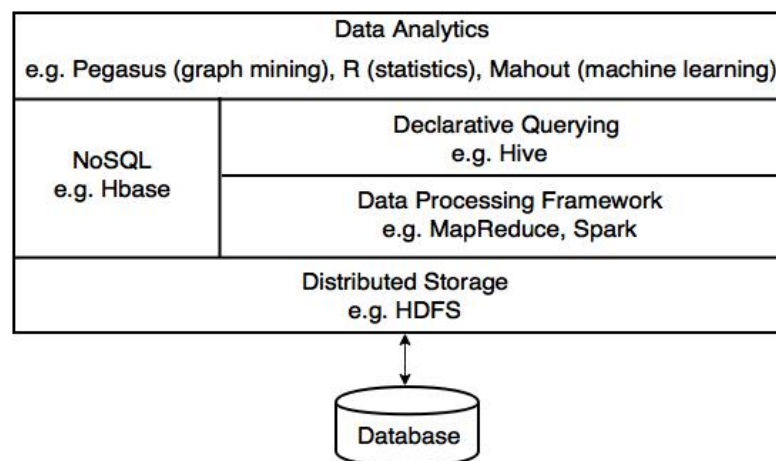 Data Analytics
e.g. Pegasus (graph mining), R (statistics), Mahout (machine learning)
NoSQL
e.g. Hbase
Declarative Querying
e.g. Hive
Data Processing Framework
e.g. MapReduce, Spark
Distributed Storage
e.g. HDFS
Database